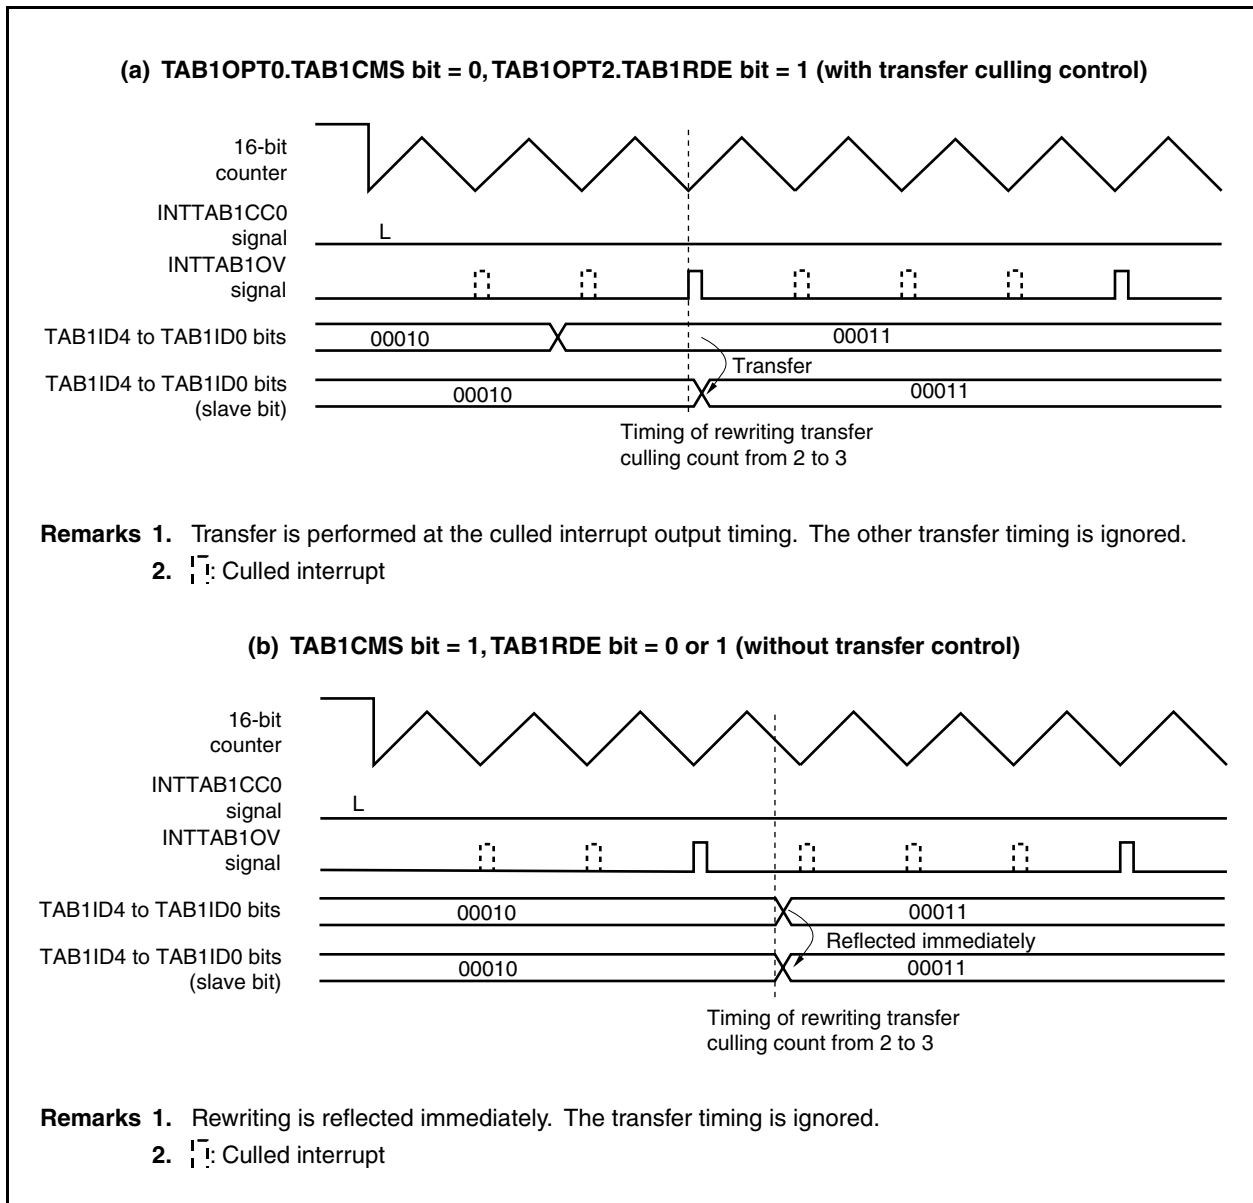 (a) TAB1OPT0.TAB1CMS bit = 0, TAB1OPT2.TAB1RDE bit = 1 (with transfer culling control)
16-bit
counter
INTTAB1CC0
signal
L
INTTAB1OV
signal
TAB1ID4 to TAB1ID0 bits
00010
00011
Transfer
TAB1ID4 to TAB1ID0 bits
(slave bit)
00010
00011
Timing of rewriting transfer
culling count from 2 to 3
Remarks 1. Transfer is performed at the culled interrupt output timing. The other transfer timing is ignored.
2. : Culled interrupt
(b) TAB1CMS bit = 1, TAB1RDE bit = 0 or 1 (without transfer control)
16-bit
counter
INTTAB1CC0
signal
L
INTTAB1OV
signal
TAB1ID4 to TAB1ID0 bits
00010
00011
Reflected immediately
TAB1ID4 to TAB1ID0 bits
(slave bit)
00010
00011
Timing of rewriting transfer
culling count from 2 to 3
Remarks 1. Rewriting is reflected immediately. The transfer timing is ignored.
2. : Culled interrupt